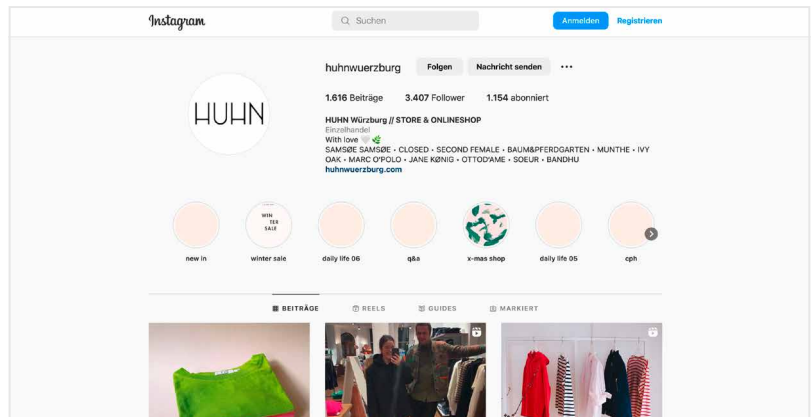 Instagram
Suchen
Anmelden Registrieren
HUHN
huhnwuerzburg Folgen Nachricht senden
1.616 Beiträge 3.407 Follower 1.154 abonniert
HUHN Würzburg // STORE & ONLINESHOP
Einzelhandel
With love 🤍🌿
SAMSØE SAMSØE • CLOSED • SECOND FEMALE • BAUM&PFERDGARTEN • MUNTHE • IVY
OAK • MARC O'POLO • JANE KØNIG • OTTOD'AME • SOEUR • BANDHU
huhnwuerzburg.com
WIN
TER
SALE
new in winter sale daily life 06 q&a x-mas shop daily life 05 cph
BEITRÄGE REELS GUIDES MARKIERT